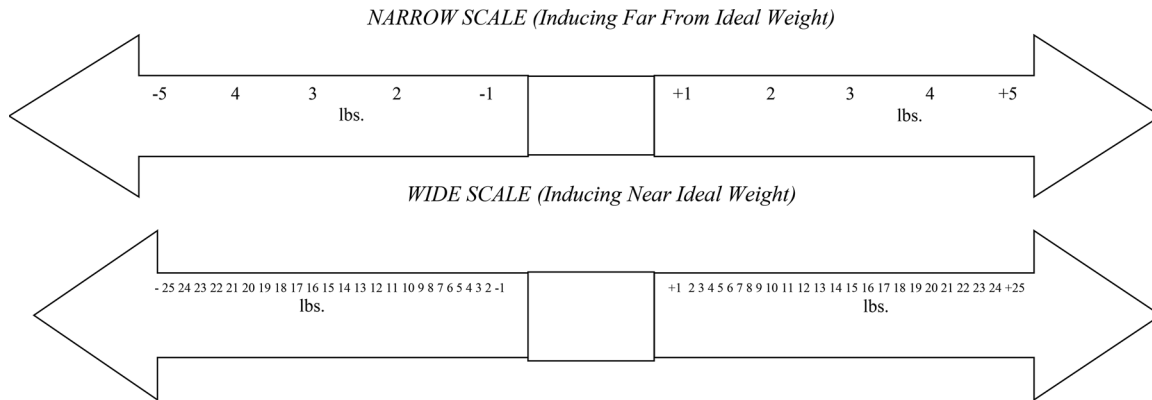 NARROW SCALE (Inducing Far From Ideal Weight)
-5 4 3 2 -1 +1 2 3 4 +5
lbs. lbs.
WIDE SCALE (Inducing Near Ideal Weight)
- 25 24 23 22 21 20 19 18 17 16 15 14 13 12 11 10 9 8 7 6 5 4 3 2 -1 +1 2 3 4 5 6 7 8 9 10 11 12 13 14 15 16 17 18 19 20 21 22 23 24 +25
lbs. lbs.